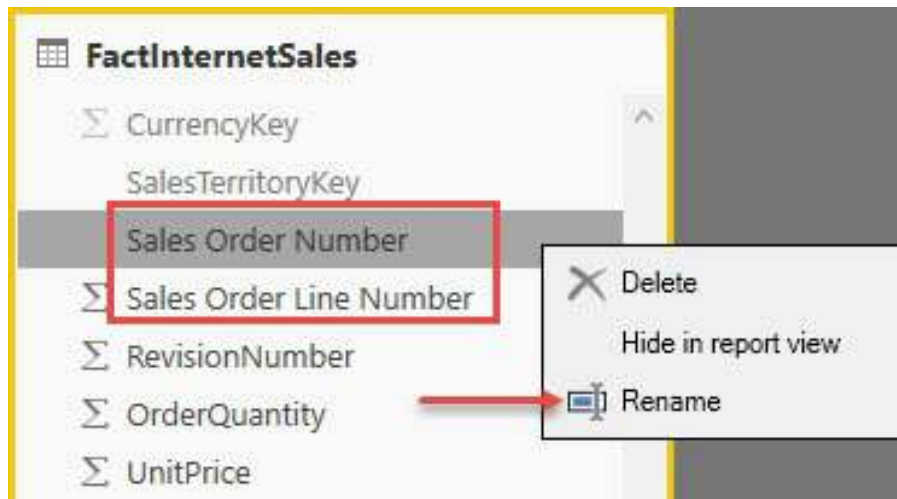 FactInternetSales
CurrencyKey
SalesTerritoryKey
Sales Order Number
Sales Order Line Number
RevisionNumber
OrderQuantity
UnitPrice
Delete
Hide in report view
Rename